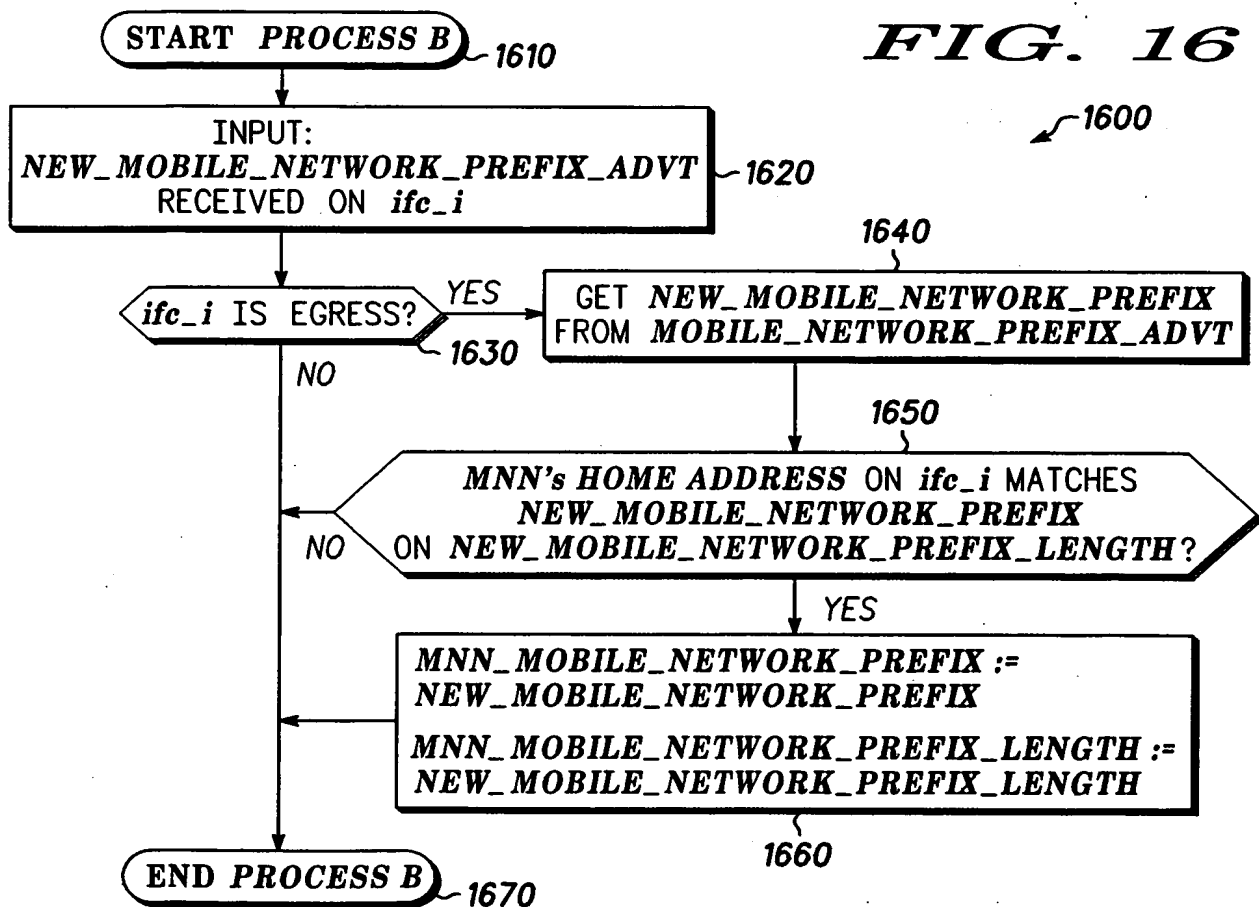 START PROCESS B
1610
FIG. 16
1600
INPUT:
NEW_MOBILE_NETWORK_PREFIX_ADVT
RECEIVED ON ifc_i
1620
ifc_i IS EGRESS?
1630
YES
NO
1640
GET NEW_MOBILE_NETWORK_PREFIX
FROM MOBILE_NETWORK_PREFIX_ADVT
1650
MNN's HOME ADDRESS ON ifc_i MATCHES
NEW_MOBILE_NETWORK_PREFIX
ON NEW_MOBILE_NETWORK_PREFIX_LENGTH?
NO
YES
MNN_MOBILE_NETWORK_PREFIX :=
NEW_MOBILE_NETWORK_PREFIX
MNN_MOBILE_NETWORK_PREFIX_LENGTH :=
NEW_MOBILE_NETWORK_PREFIX_LENGTH
1660
END PROCESS B
1670